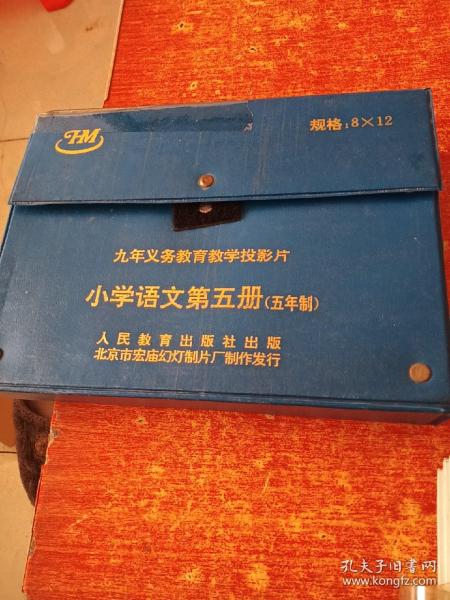 HM
规格：8×12
九年义务教育教学投影片
小学语文第五册(五年制)
人民教育出版社出版
北京市宏庙幻灯制片厂制作发行
孔夫子旧书网
www.kongfz.com